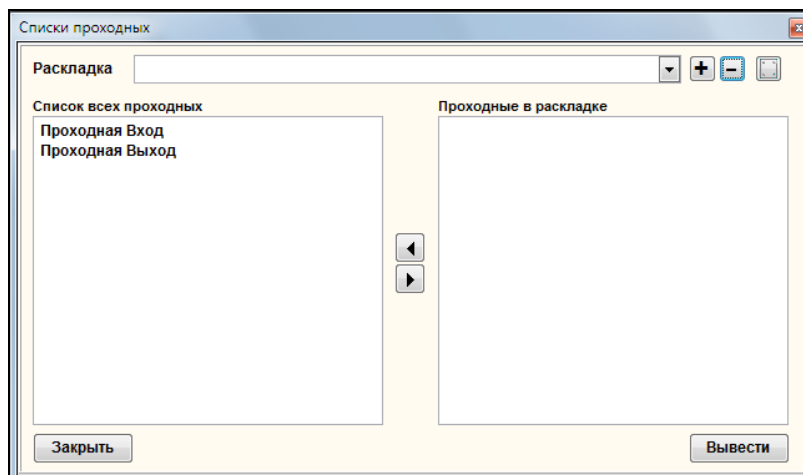 Списки проходных
Раскладка
Список всех проходных
Проходные в раскладке
Проходная Вход
Проходная Выход
Закрыть
Вывести